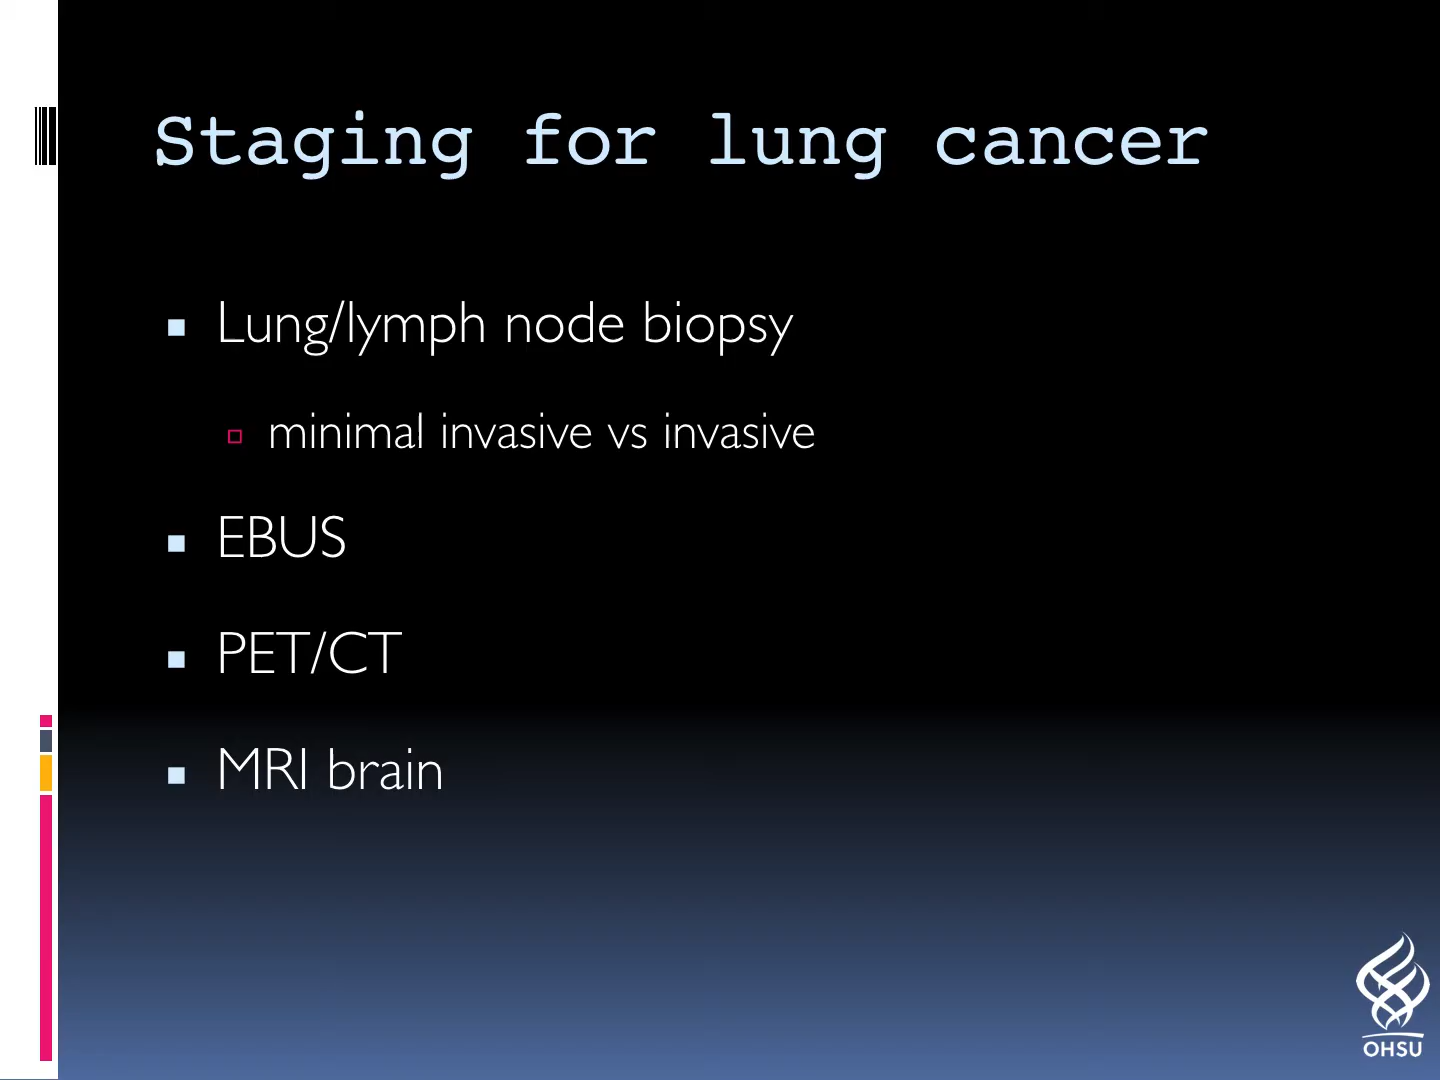 Staging for lung cancer
Lung/lymph node biopsy
minimal invasive vs invasive
EBUS
PET/CT
MRI brain
OHSU